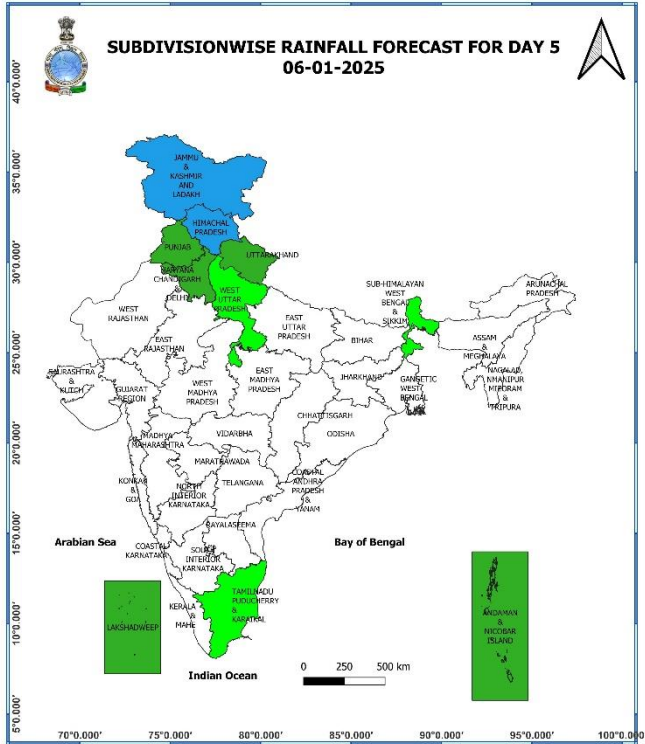 SUBDIVISIONWISE RAINFALL FORECAST FOR DAY 5
06-01-2025
40°0.000'
35°0.000'
30°0.000'
25°0.000'
20°0.000'
15°0.000'
10°0.000'
5°0.000'
JAMMU
&
KASHMIR
AND
LADAKH
HIMACHAL
PRADESH
PUNJAB
UTTARAKHAND
HARYANA
CHANDIGARH
&
DELHI
WEST
UTTAR
PRADESH
SUB-HIMALAYAN
WEST
BENGAL
&
SIKKIM
ARUNACHAL
PRADESH
WEST
RAJASTHAN
EAST
RAJASTHAN
EAST
UTTAR
PRADESH
BIHAR
ASSAM
&
MEGHALAYA
SAURASHTRA
&
KUTCH
GUJARAT
REGION
WEST
MADHYA
PRADESH
EAST
MADHYA
PRADESH
JHARKHAND
GANGETIC
WEST
BENGAL
&
TRIPURA
CHHATTISGARH
ODISHA
MADHYA
MAHARASHTRA
VIDARBHA
MARATHWADA
TELANGANA
KONKAN
&
GOA
NORTH
INTERIOR
KARNATAKA
COASTAL
ANDHRA
PRADESH
&
YANAM
RAYALASEEMA
Arabian Sea
Bay of Bengal
COASTAL
KARNATAKA
SOUTH
INTERIOR
KARNATAKA
TAMILNADU
PUDUCHERRY
&
KARAIKAL
KERALA
&
MAHE
LAKSHADWEEP
ANDAMAN
&
NICOBAR
ISLAND
Indian Ocean
0 250 500 km
70°0.000' 75°0.000' 80°0.000' 85°0.000' 90°0.000' 95°0.000' 100°0.000'